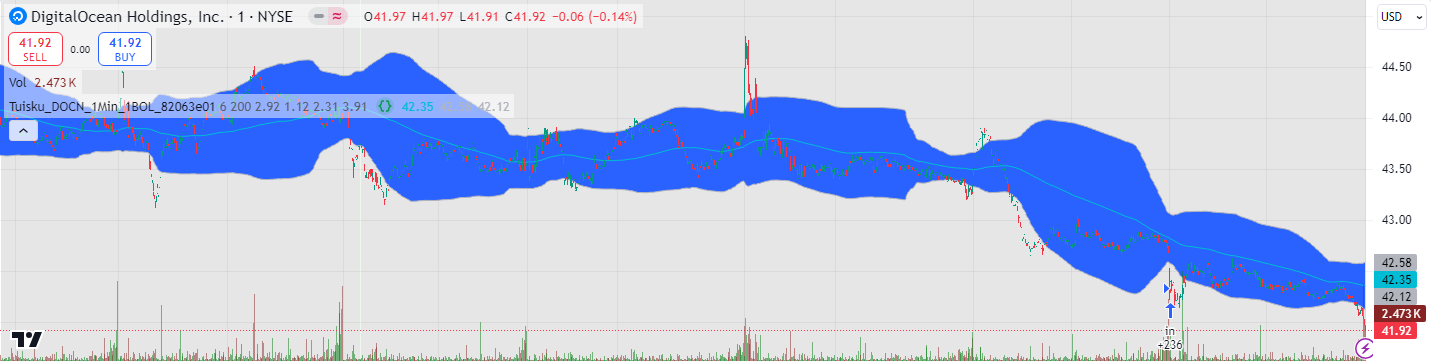 DigitalOcean Holdings, Inc. · 1 · NYSE O41.97 H41.97 L41.91 C41.92 −0.06 (−0.14%)
USD
41.92 SELL 0.00 41.92 BUY
Vol 2.473 K
Tuisku_DOCN_1Min_1BOL_82063e01 6 200 2.92 1.12 2.31 3.91 42.35 42.12
44.50
44.00
43.50
43.00
42.58
42.35
42.12
2.473 K
41.92
in
+236